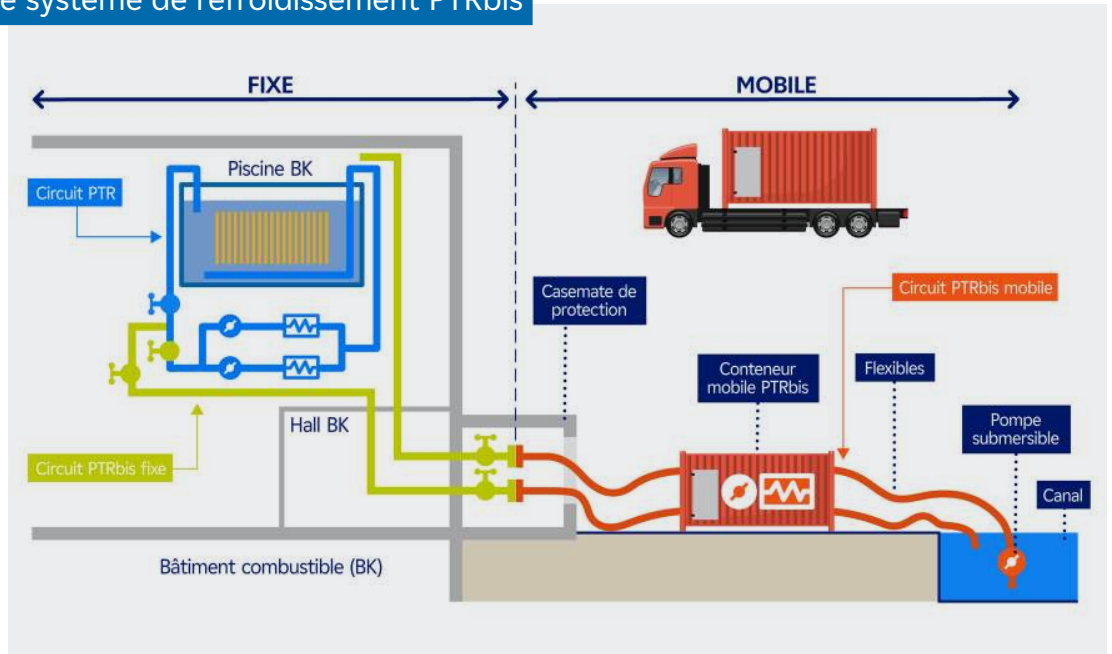 système de refroidissement PTRbis
FIXE
MOBILE
Piscine BK
Circuit PTR
Casemate de
protection
Circuit PTRbis mobile
Conteneur
mobile PTRbis
Flexibles
Pompe
submersible
Hall BK
Circuit PTRbis fixe
Canal
Bâtiment combustible (BK)